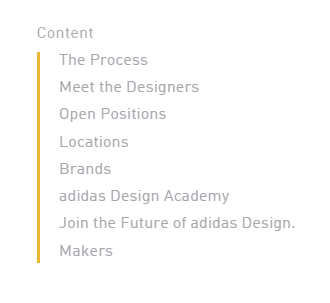 Content
The Process
Meet the Designers
Open Positions
Locations
Brands
adidas Design Academy
Join the Future of adidas Design.
Makers